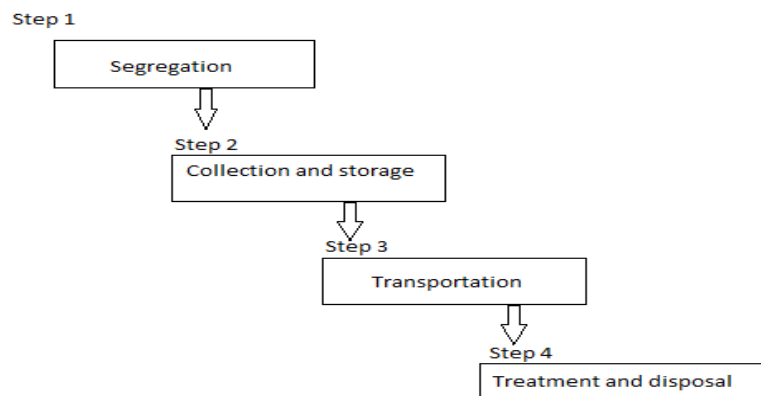 Step 1
Segregation
Step 2
Collection and storage
Step 3
Transportation
Step 4
Treatment and disposal